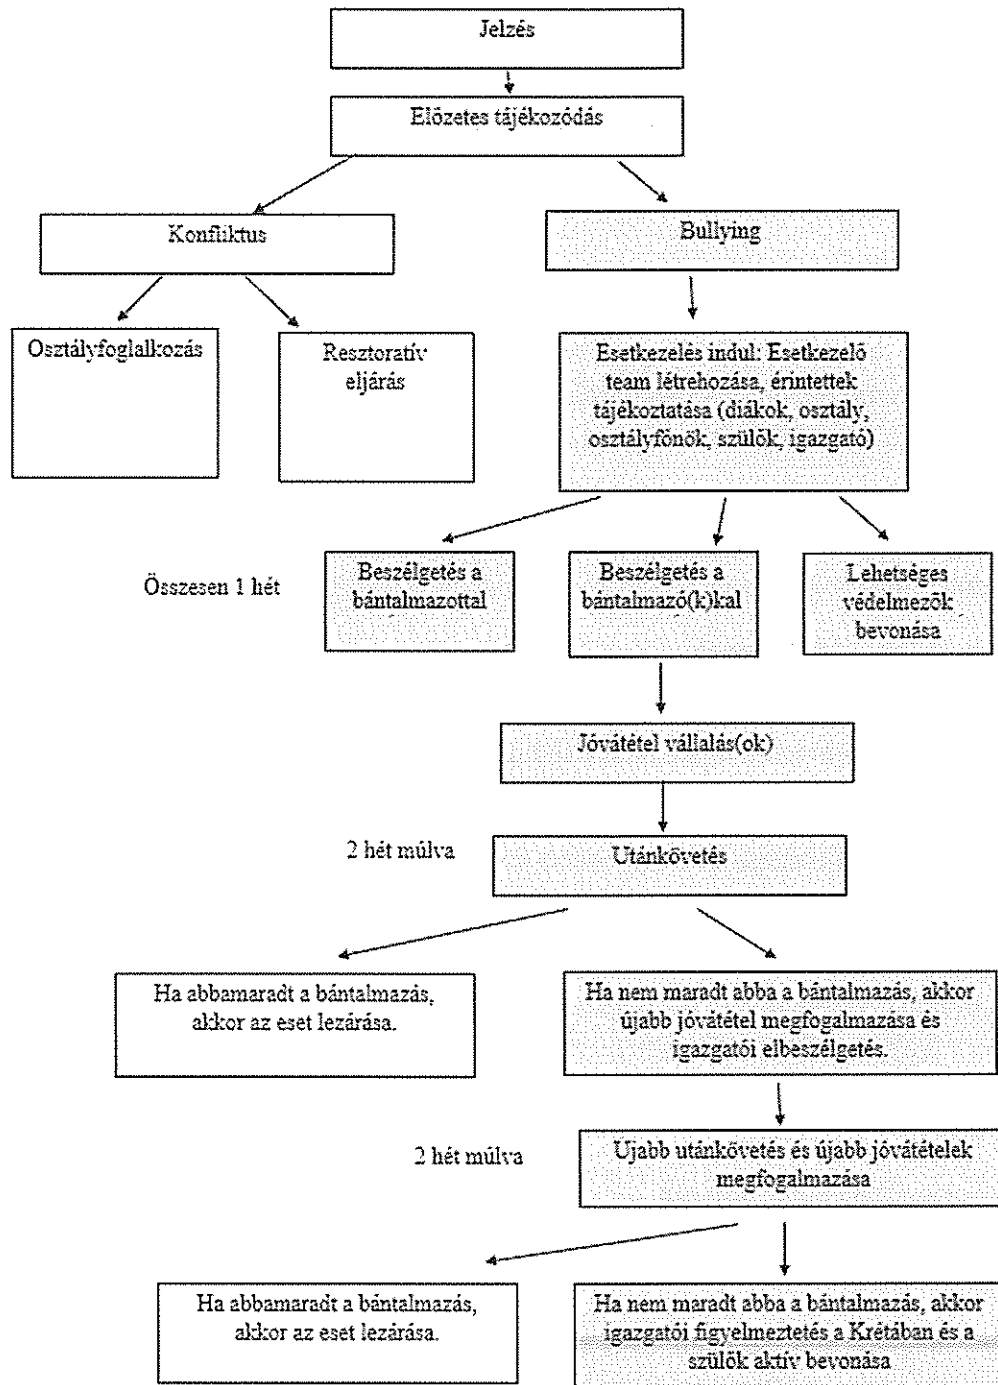 Jelzés
Előzetes tájékozódás
Konfliktus
Bullying
Osztályfoglalkozás
Resztoratív
eljárás
Esetkezelés indul: Esetkezelő
team létrehozása, érintettek
tájékoztatása (diákok, osztály,
osztályfőnök, szülők, igazgató)
Összesen 1 hét
Beszélgetés a
bántalmazottal
Beszélgetés a
bántalmazó(k)kal
Lehetséges
védelmezők
bevonása
Jóvátétel vállalás(ok)
2 hét múlva
Utánkövetés
Ha abbamaradt a bántalmazás,
akkor az eset lezárása.
Ha nem maradt abba a bántalmazás, akkor
újabb jóvátétel megfogalmazása és
igazgatói elbeszélgetés.
2 hét múlva
Ujabb utánkövetés és újabb jóvátételek
megfogalmazása
Ha abbamaradt a bántalmazás,
akkor az eset lezárása.
Ha nem maradt abba a bántalmazás, akkor
igazgatói figyelmeztetés a Krétában és a
szülők aktív bevonása